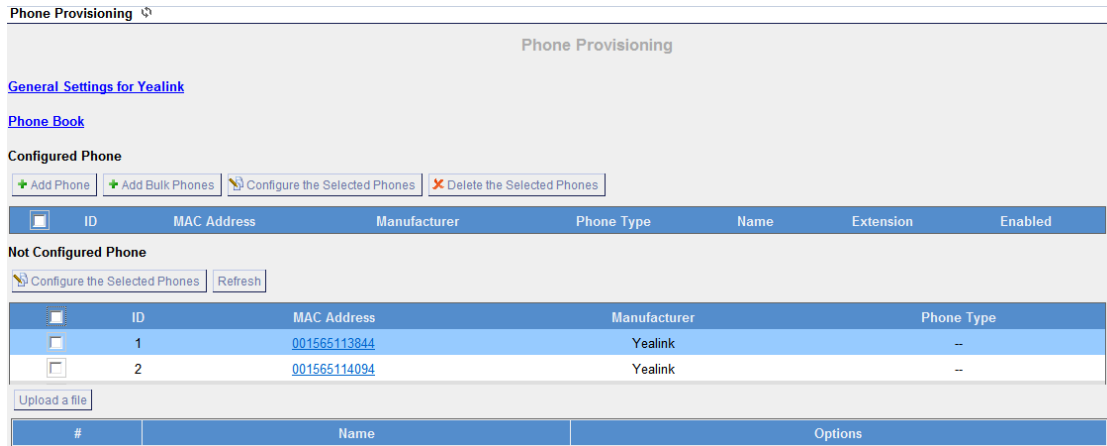 Phone Provisioning
Phone Provisioning
General Settings for Yealink
Phone Book
Configured Phone
Add Phone Add Bulk Phones Configure the Selected Phones Delete the Selected Phones
ID MAC Address Manufacturer Phone Type Name Extension Enabled
Not Configured Phone
Configure the Selected Phones Refresh
ID MAC Address Manufacturer Phone Type
1 001565113844 Yealink --
2 001565114094 Yealink --
Upload a file
# Name Options